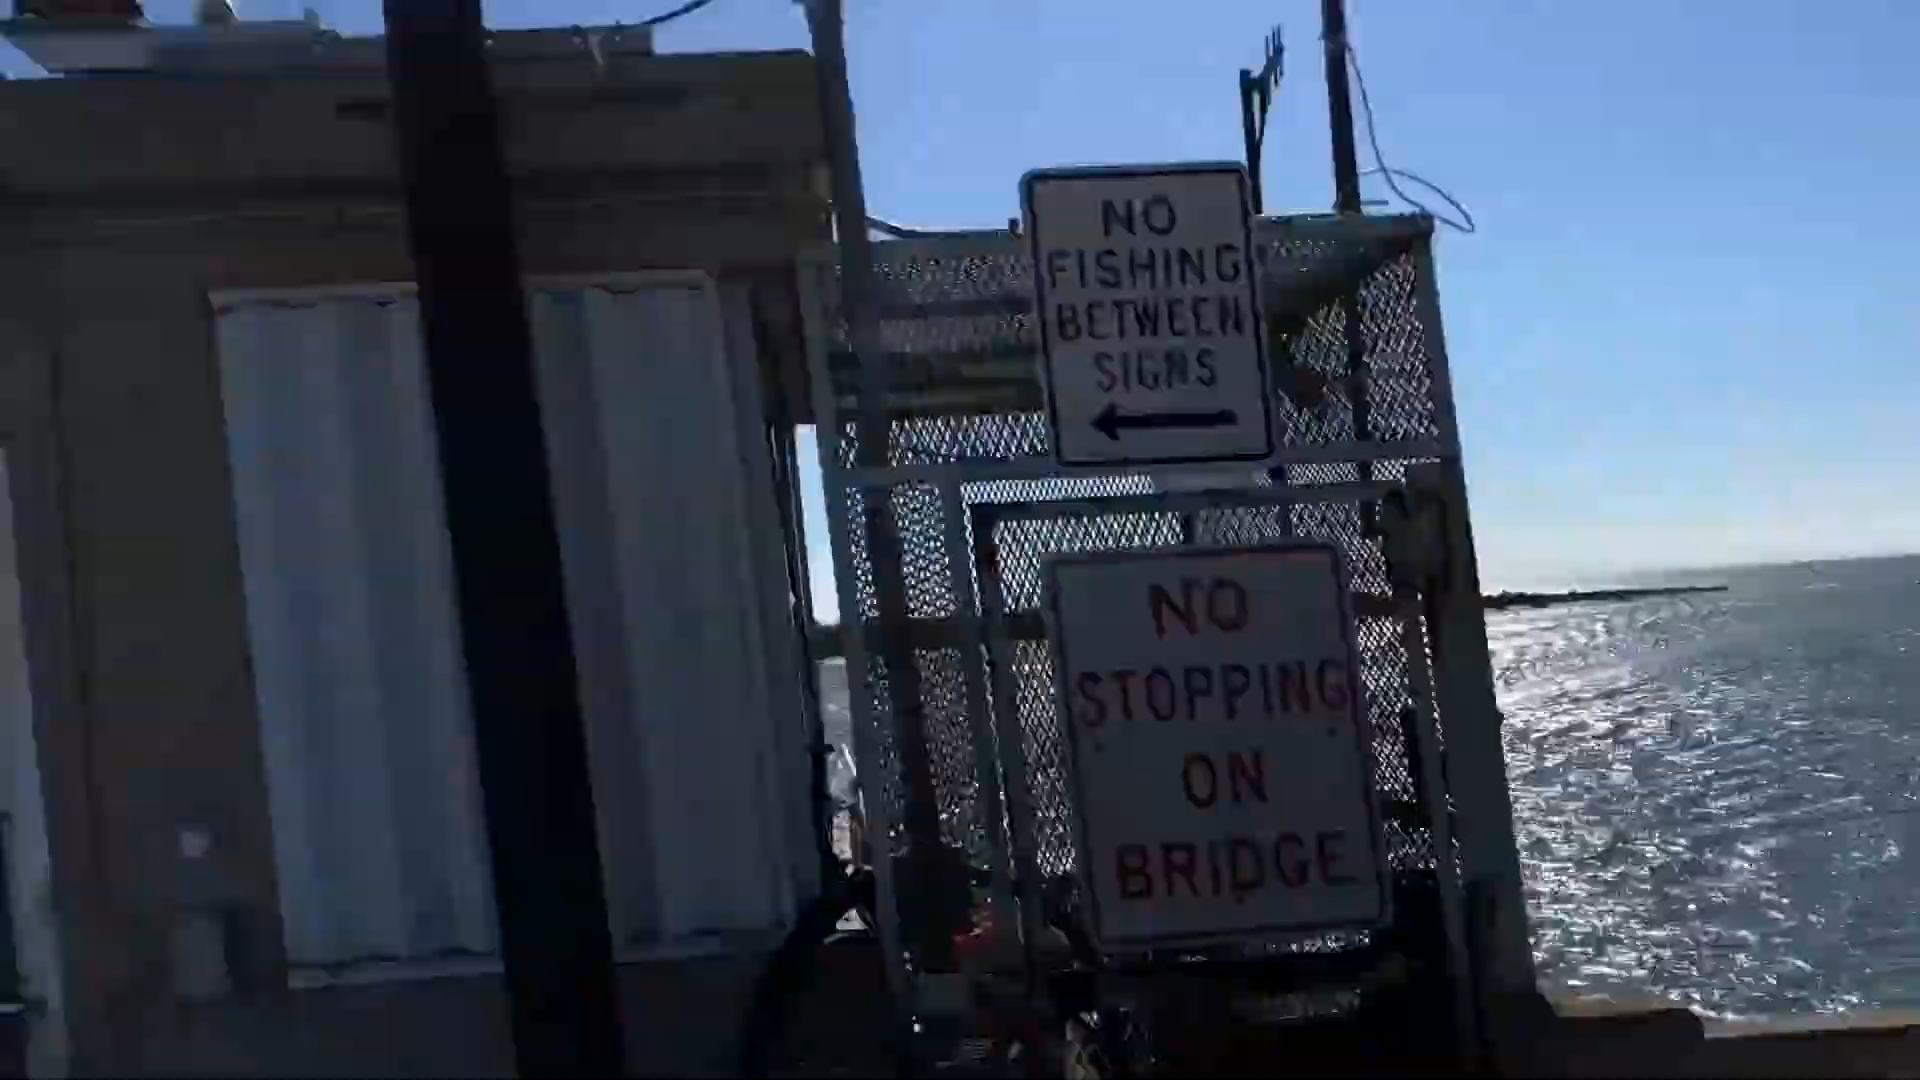 NO
FISHING
BETWEEN
SIGNS
NO
STOPPING
ON
BRIDGE